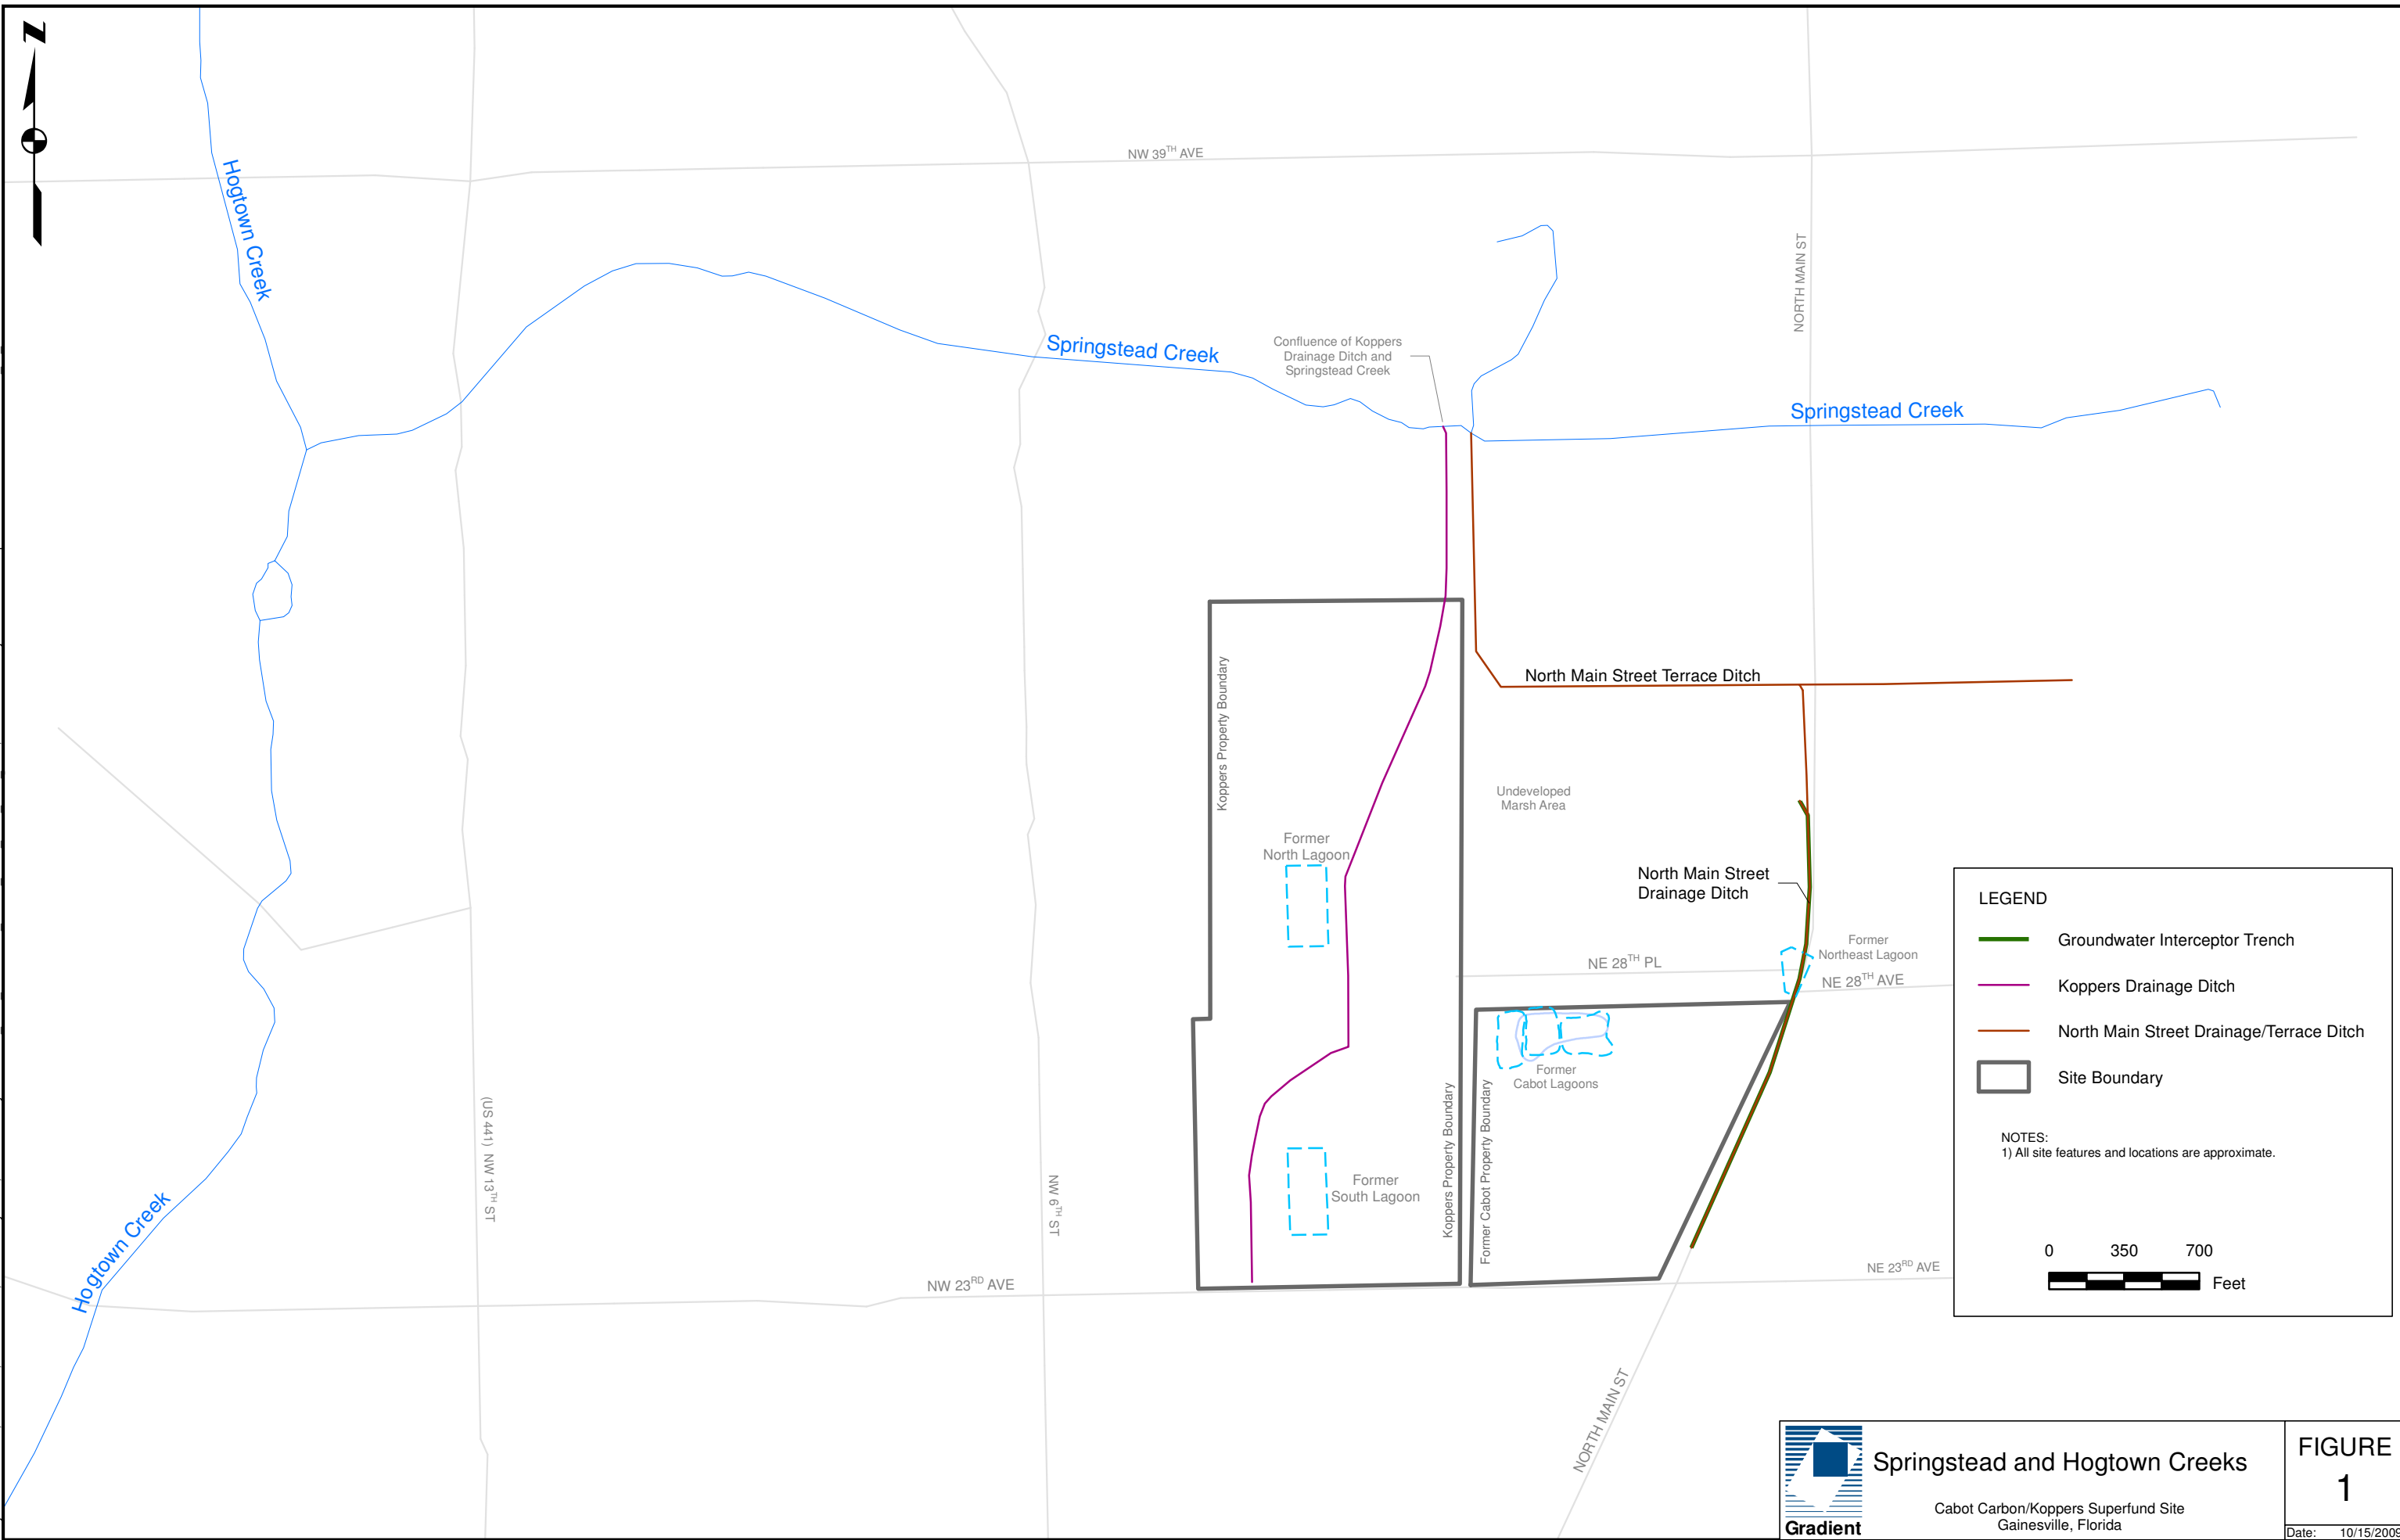 N
NW 39TH AVE
Hogtown Creek
NORTH MAIN ST
Confluence of Koppers
Drainage Ditch and
Springstead Creek
Springstead Creek
Springstead Creek
North Main Street Terrace Ditch
Koppers Property Boundary
Undeveloped
Marsh Area
Former
North Lagoon
North Main Street
Drainage Ditch
Former
Northeast Lagoon
NE 28TH PL
NE 28TH AVE
Former
Cabot Lagoons
(US 441) NW 13TH ST
NW 6TH ST
Former
South Lagoon
Koppers Property Boundary
Former Cabot Property Boundary
Hogtown Creek
NW 23RD AVE
NE 23RD AVE
NORTH MAIN ST
LEGEND
Groundwater Interceptor Trench
Koppers Drainage Ditch
North Main Street Drainage/Terrace Ditch
Site Boundary
NOTES:
1) All site features and locations are approximate.
0 350 700
Feet
Gradient
Springstead and Hogtown Creeks
Cabot Carbon/Koppers Superfund Site
Gainesville, Florida
FIGURE
1
Date: 10/15/2009